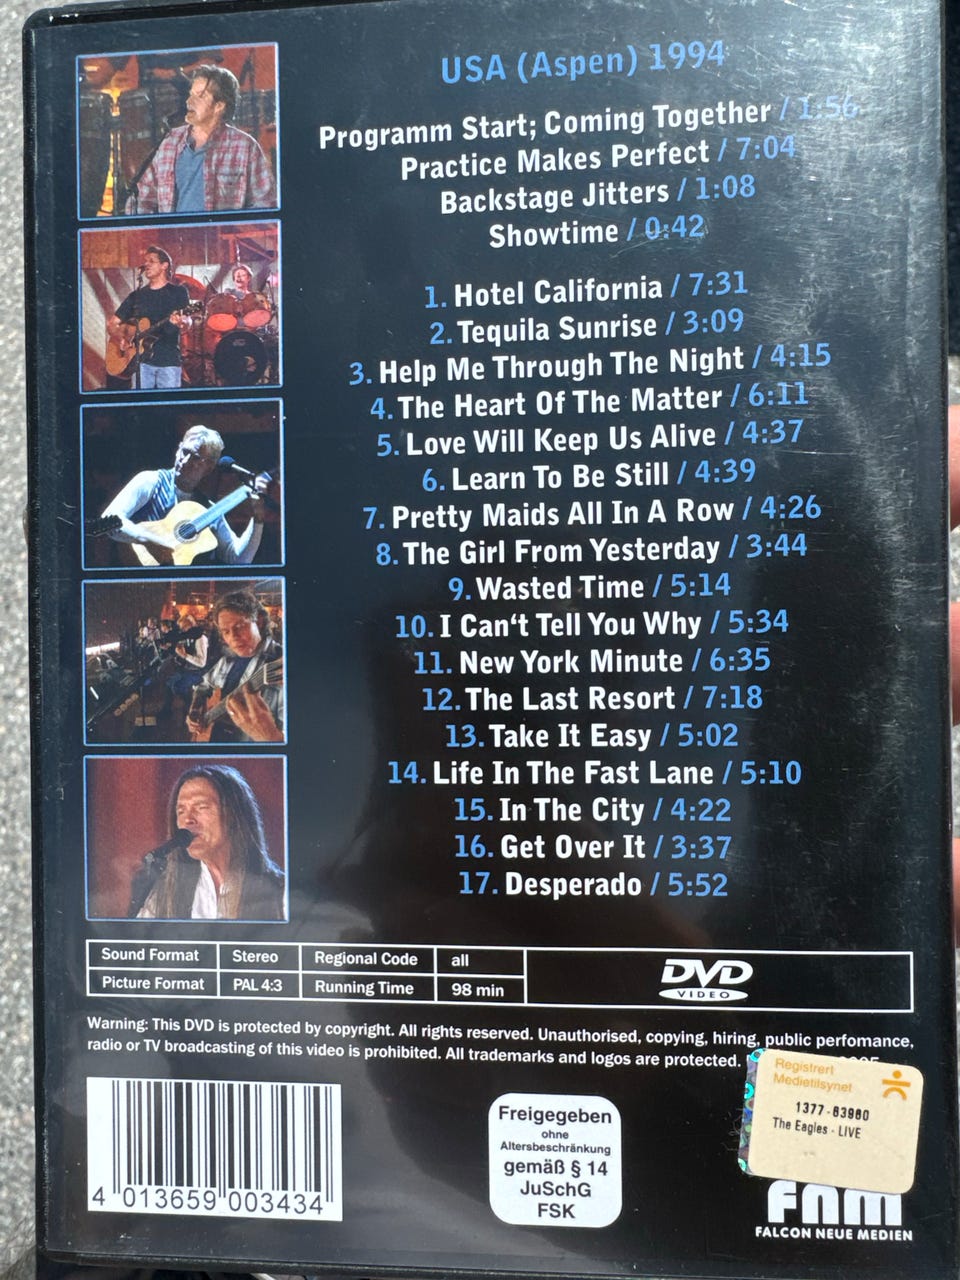 USA (Aspen) 1994
Programm Start; Coming Together / 1:56
Practice Makes Perfect / 7:04
Backstage Jitters / 1:08
Showtime / 0:42
1. Hotel California / 7:31
2. Tequila Sunrise / 3:09
3. Help Me Through The Night / 4:15
4. The Heart Of The Matter / 6:11
5. Love Will Keep Us Alive / 4:37
6. Learn To Be Still / 4:39
7. Pretty Maids All In A Row / 4:26
8. The Girl From Yesterday / 3:44
9. Wasted Time / 5:14
10. I Can't Tell You Why / 5:34
11. New York Minute / 6:35
12. The Last Resort / 7:18
13. Take It Easy / 5:02
14. Life In The Fast Lane / 5:10
15. In The City / 4:22
16. Get Over It / 3:37
17. Desperado / 5:52
Sound Format Stereo Regional Code all
Picture Format PAL 4:3 Running Time 98 min
DVD
VIDEO
Warning: This DVD is protected by copyright. All rights reserved. Unauthorised, copying, hiring, public perfomance,
radio or TV broadcasting of this video is prohibited. All trademarks and logos are protected.
Registrert
Medietilsynet
1377-63980
The Eagles - LIVE
4 013659 003434
Freigegeben
ohne
Altersbeschränkung
gemäß § 14
JuSchG
FSK
FNM
FALCON NEUE MEDIEN